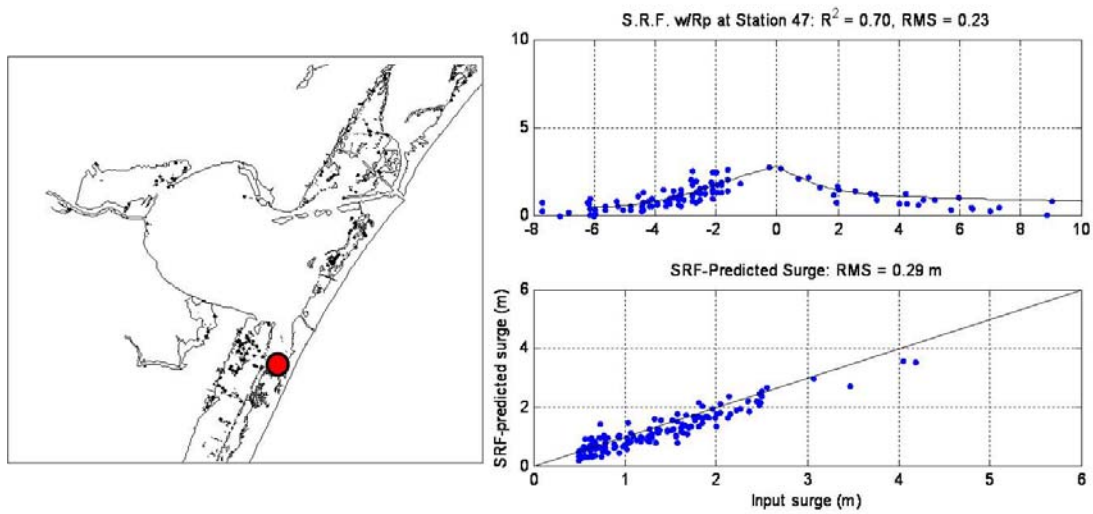 S.R.F. w/Rp at Station 47: R² = 0.70, RMS = 0.23
10
5
0
-8 -6 -4 -2 0 2 4 6 8 10
SRF-Predicted Surge: RMS = 0.29 m
SRF-predicted surge (m)
6
4
2
0
0 1 2 3 4 5 6
Input surge (m)